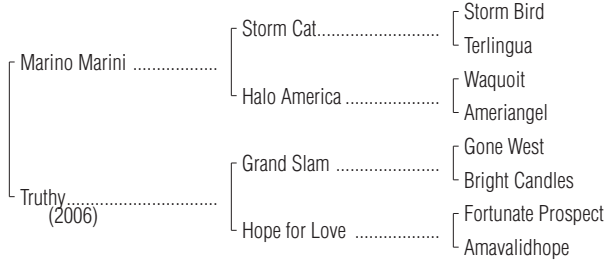 Storm Bird
Storm Cat..............................
Terlingua
Marino Marini ....................
Waquoit
Halo America .......................
Ameriangel
Gone West
Grand Slam .........................
Bright Candles
Truthy....................................
(2006)
Fortunate Prospect
Hope for Love .....................
Amavalidhope